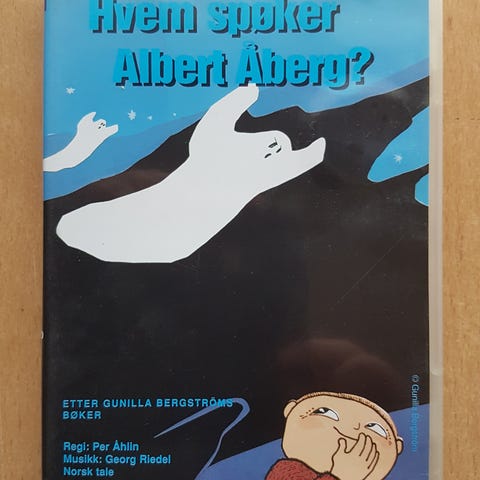 Hvem spøker
Albert Åberg?
ETTER GUNILLA BERGSTRÖMS
BØKER
Regi: Per Åhlin
Musikk: Georg Riedel
Norsk tale
© Gunilla Bergström